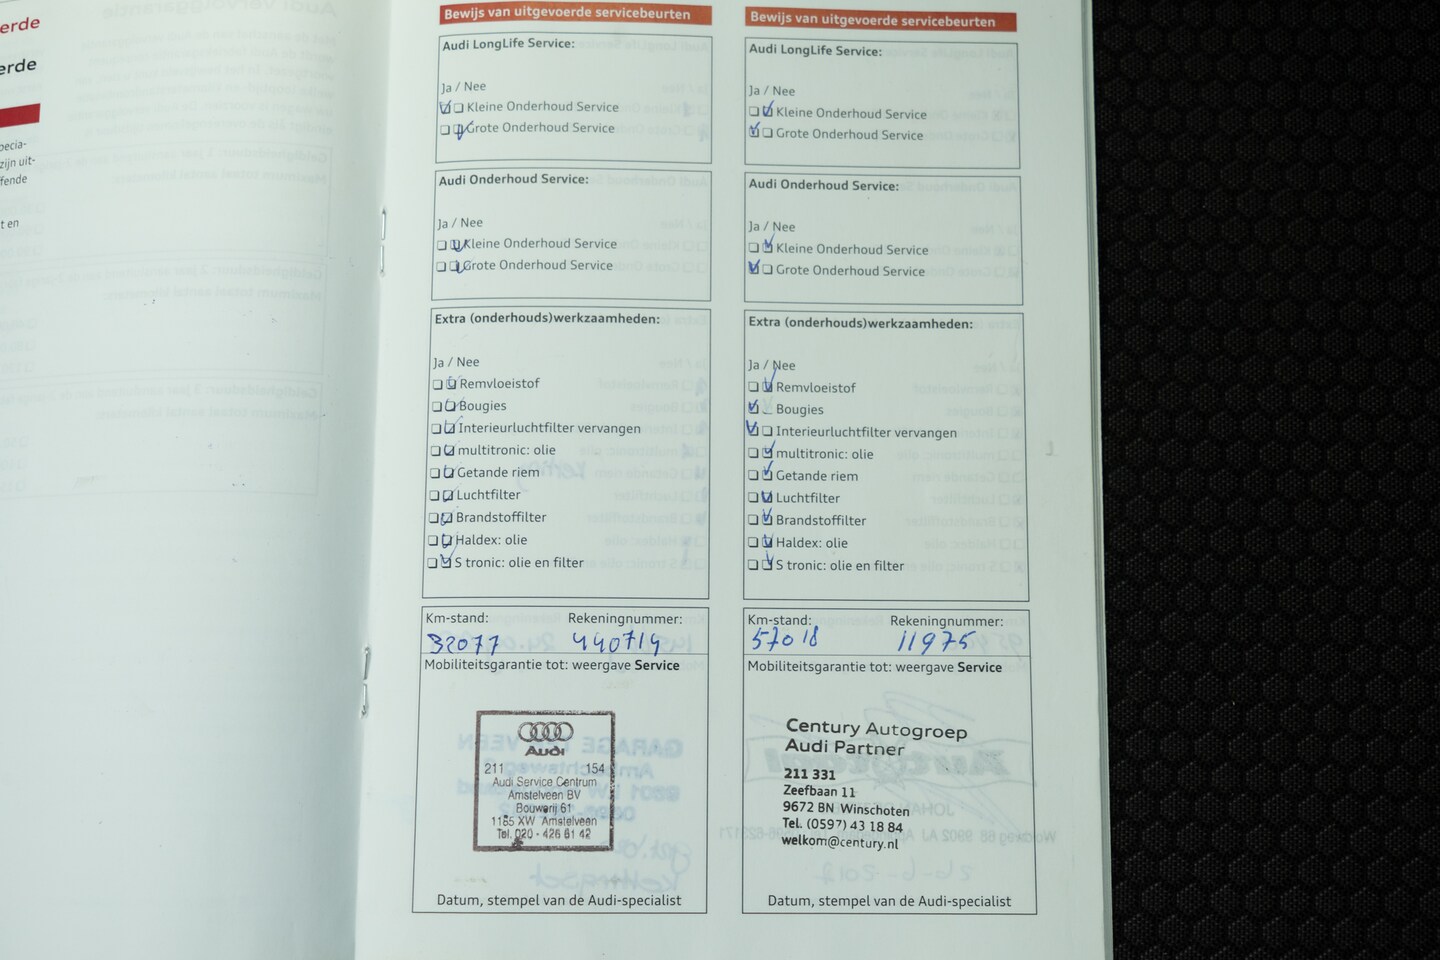 erde
erde
pecia-
zijn uit-
fende
t en
Bewijs van uitgevoerde servicebeurten
Audi LongLife Service:
Ja / Nee
Kleine Onderhoud Service
Grote Onderhoud Service
Audi Onderhoud Service:
Ja / Nee
Kleine Onderhoud Service
Grote Onderhoud Service
Extra (onderhouds)werkzaamheden:
Ja / Nee
Remvloeistof
Bougies
Interieurluchtfilter vervangen
multitronic: olie
Getande riem
Luchtfilter
Brandstoffilter
Haldex: olie
S tronic: olie en filter
Km-stand: Rekeningnummer:
32077 440714
Mobiliteitsgarantie tot: weergave Service
Audi
211 154
Audi Service Centrum
Amstelveen BV
Bouwerij 61
1185 XW Amstelveen
Tel. 020 - 426 61 42
Datum, stempel van de Audi-specialist
Bewijs van uitgevoerde servicebeurten
Audi LongLife Service:
Ja / Nee
Kleine Onderhoud Service
Grote Onderhoud Service
Audi Onderhoud Service:
Ja / Nee
Kleine Onderhoud Service
Grote Onderhoud Service
Extra (onderhouds)werkzaamheden:
Ja / Nee
Remvloeistof
Bougies
Interieurluchtfilter vervangen
multitronic: olie
Getande riem
Luchtfilter
Brandstoffilter
Haldex: olie
S tronic: olie en filter
Km-stand: Rekeningnummer:
57018 11975
Mobiliteitsgarantie tot: weergave Service
Century Autogroep
Audi Partner
211 331
Zeefbaan 11
9672 BN Winschoten
Tel. (0597) 43 18 84
welkom@century.nl
Datum, stempel van de Audi-specialist